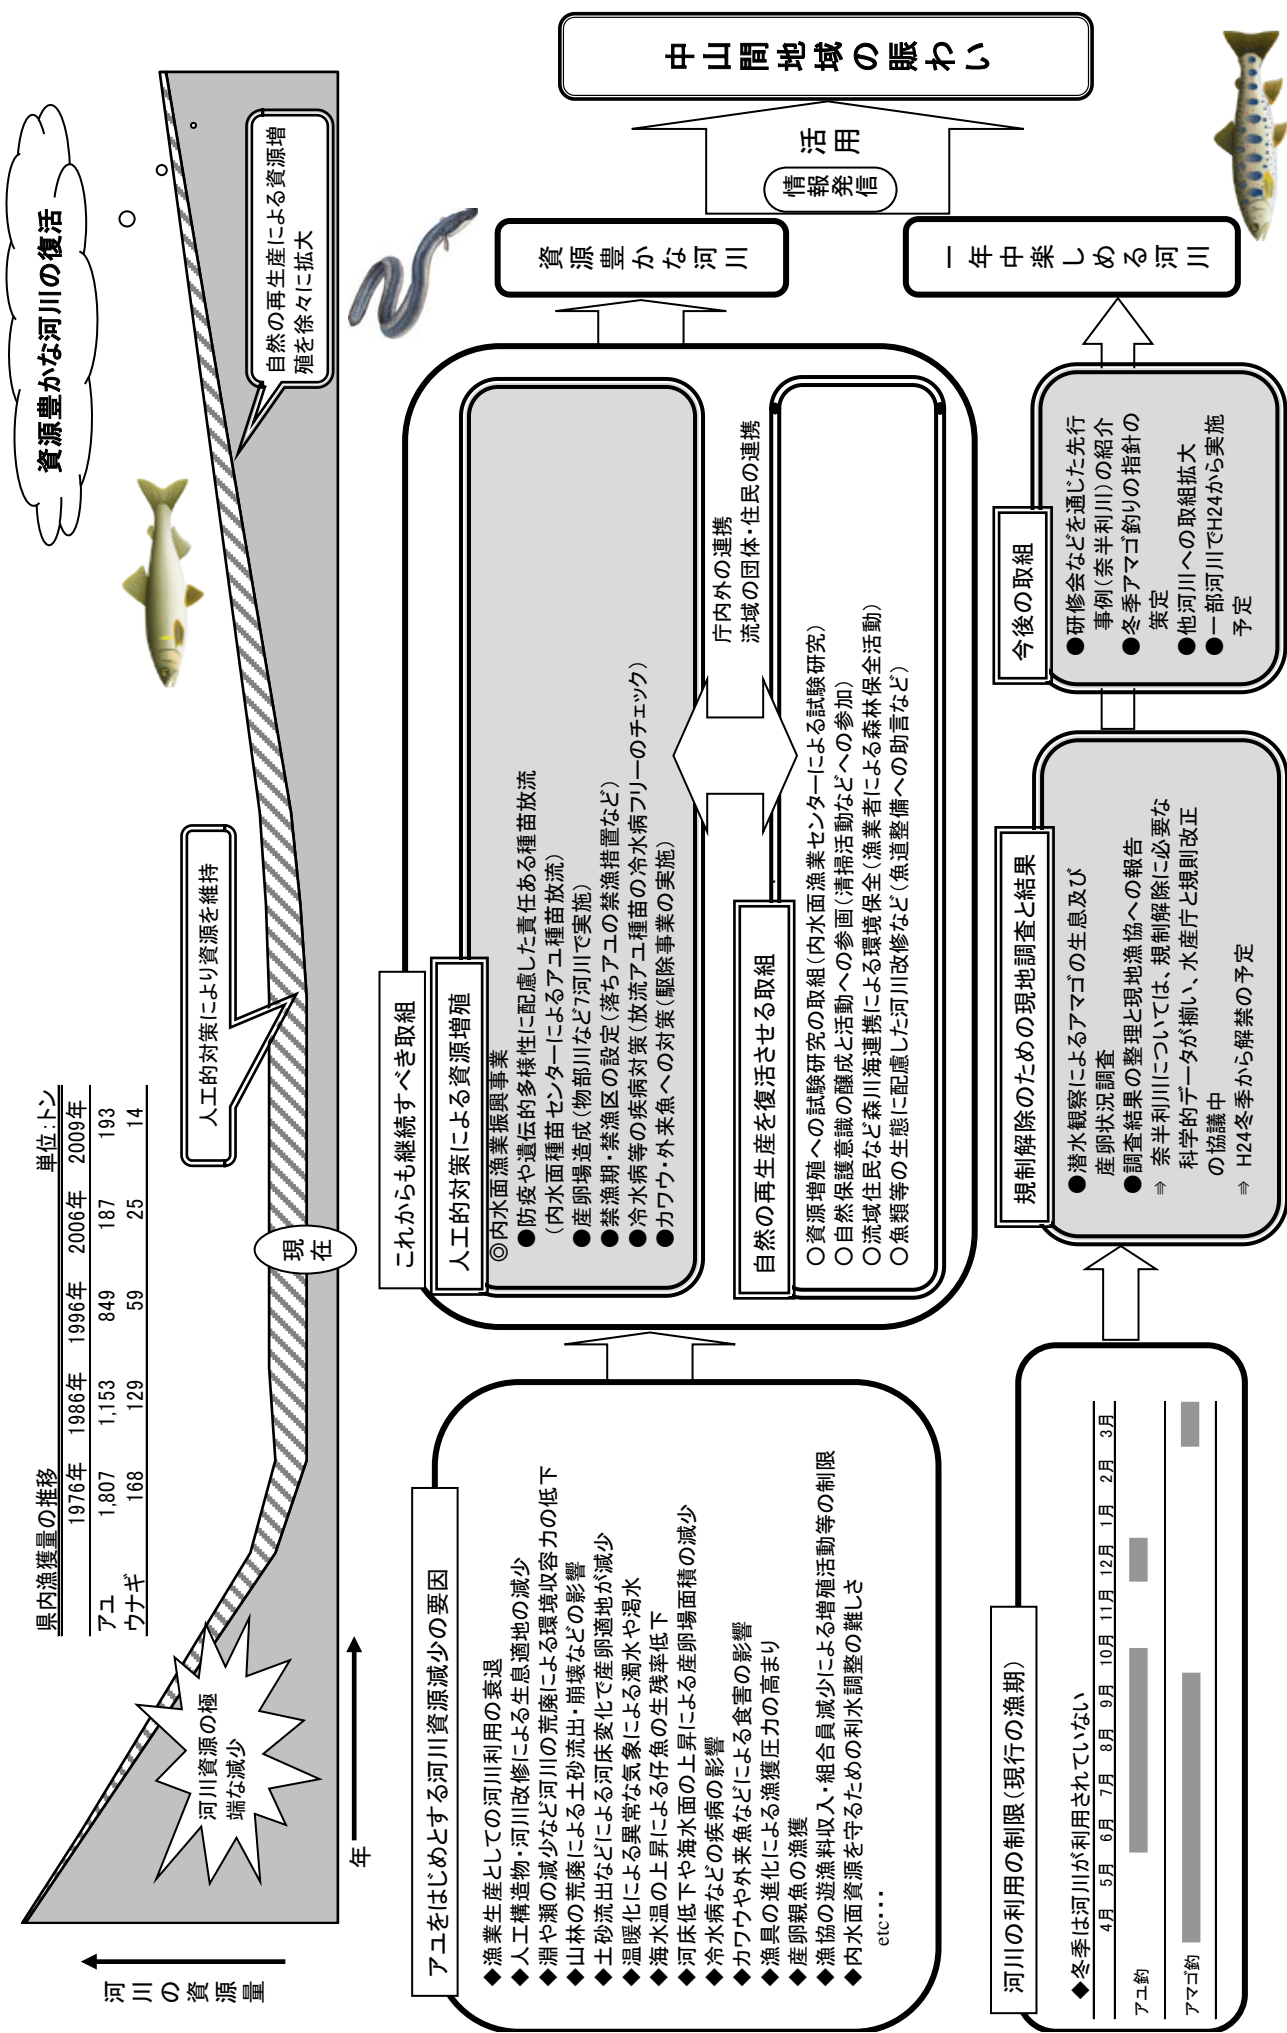 資源豊かな河川の復活
県内漁獲量の推移 単位：トン
1976年 1986年 1996年 2006年 2009年
アユ 1,807 1,153 849 187 193
ウナギ 168 129 59 25 14
河川の資源量
年
河川資源の極
端な減少
現在
人工的対策により資源を維持
自然の再生産による資源増
殖を徐々に拡大
アユをはじめとする河川資源減少の要因
◆漁業生産としての河川利用の衰退
◆人工構造物・河川改修による生息適地の減少
◆淵や瀬の減少など河川の荒廃による環境収容力の低下
◆山林の荒廃による土砂流出・崩壊などの影響
◆土砂流出などによる河床変化で産卵適地が減少
◆温暖化による異常な気象による濁水や渇水
◆海水温の上昇による仔魚の生残率低下
◆河床低下や海水面の上昇による産卵場面積の減少
◆冷水病などの疾病の影響
◆カワウや外来魚などによる食害の影響
◆漁具の進化による漁獲圧力の高まり
◆産卵親魚の漁獲
◆漁協の遊漁料収入・組合員減少による増殖活動等の制限
◆内水面資源を守るための利水調整の難しさ
etc・・・
これからも継続すべき取組
人工的対策による資源増殖
◎内水面漁業振興事業
●防疫や遺伝的多様性に配慮した責任ある種苗放流
（内水面種苗センターによるアユ種苗放流）
●産卵場造成（物部川など7河川で実施）
●禁漁期・禁漁区の設定（落ちアユの禁漁措置など）
●冷水病等の疾病対策（放流アユ種苗の冷水病フリーのチェック）
●カワウ・外来魚への対策（駆除事業の実施）
庁内外の連携
流域の団体・住民の連携
自然の再生産を復活させる取組
○資源増殖への試験研究の取組（内水面漁業センターによる試験研究）
○自然保護意識の醸成と活動への参画（清掃活動などへの参加）
○流域住民など森川海連携による環境保全（漁業者による森林保全活動）
○魚類等の生態に配慮した河川改修など（魚道整備への助言など）
資源豊かな河川
情報発信
活用
中山間地域の賑わい
一年中楽しめる河川
河川の利用の制限（現行の漁期）
◆冬季は河川が利用されていない
4月 5月 6月 7月 8月 9月 10月 11月 12月 1月 2月 3月
アユ釣
アマゴ釣
規制解除のための現地調査と結果
●潜水観察によるアマゴの生息及び
産卵状況調査
●調査結果の整理と現地漁協への報告
⇒ 奈半利川については、規制解除に必要な
科学的データが揃い、水産庁と規則改正
の協議中
⇒ H24冬季から解禁の予定
今後の取組
●研修会などを通じた先行
事例（奈半利川）の紹介
●冬季アマゴ釣りの指針の
策定
●他河川への取組拡大
●一部河川でH24から実施
予定